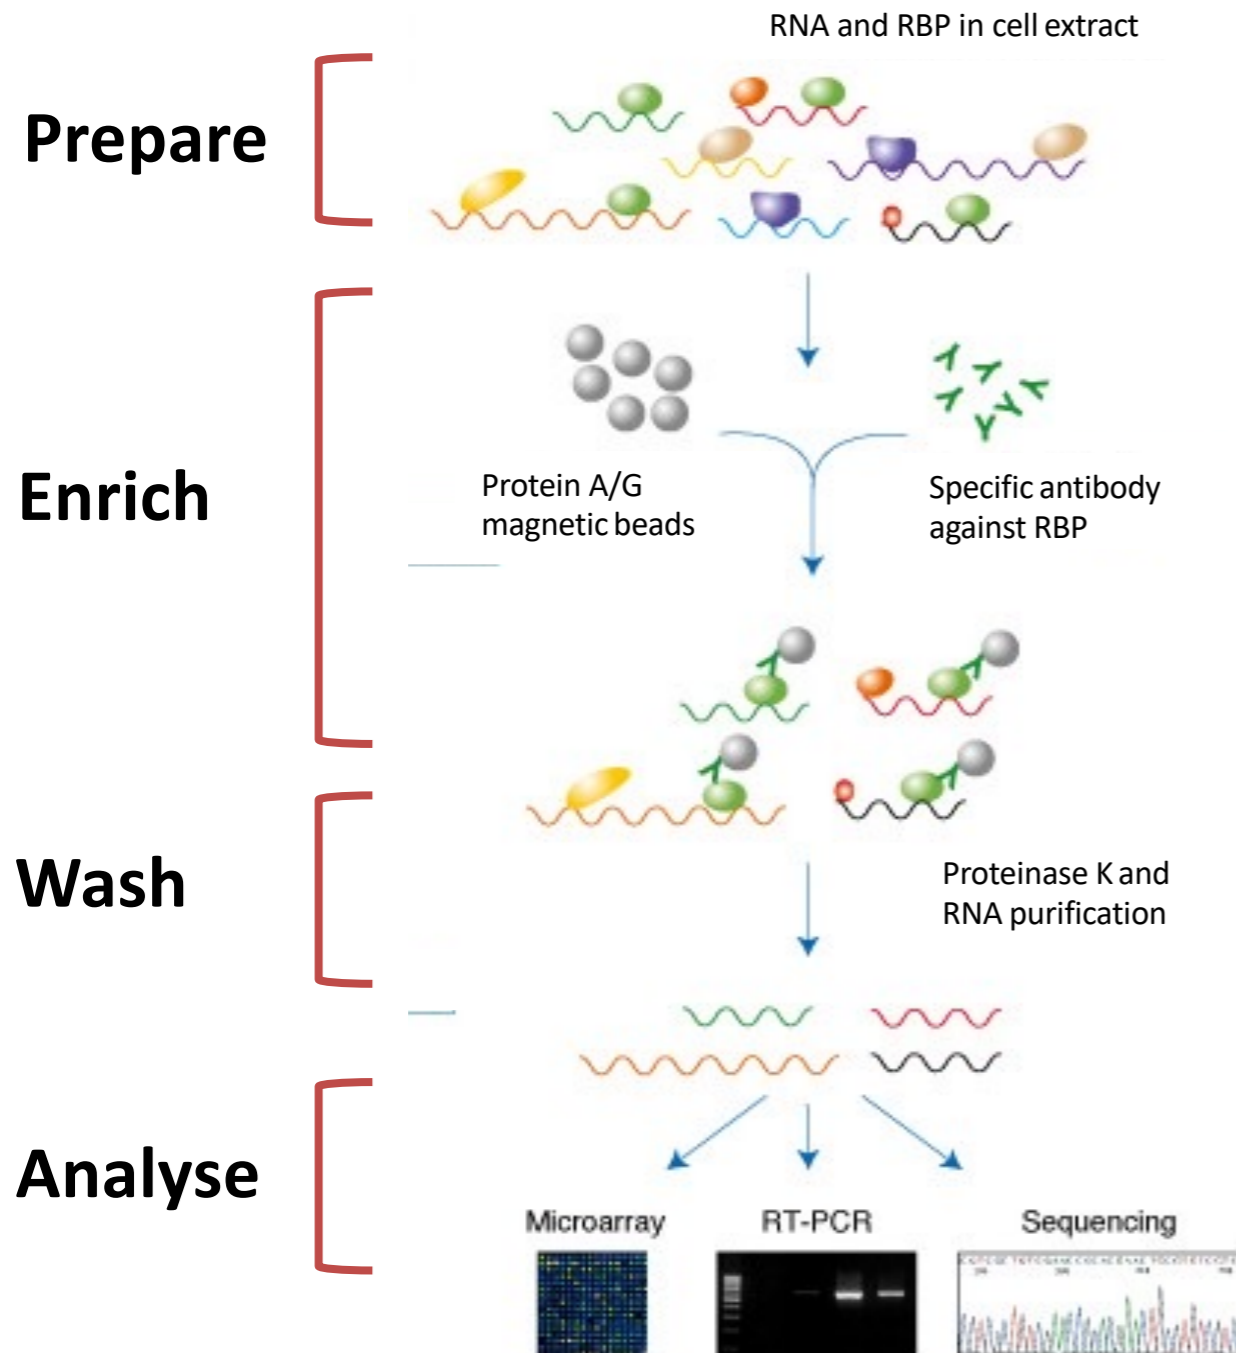 RNA and RBP in cell extract
Prepare
Enrich
Protein A/G
magnetic beads
Specific antibody
against RBP
Wash
Proteinase K and
RNA purification
Analyse
Microarray
RT-PCR
Sequencing